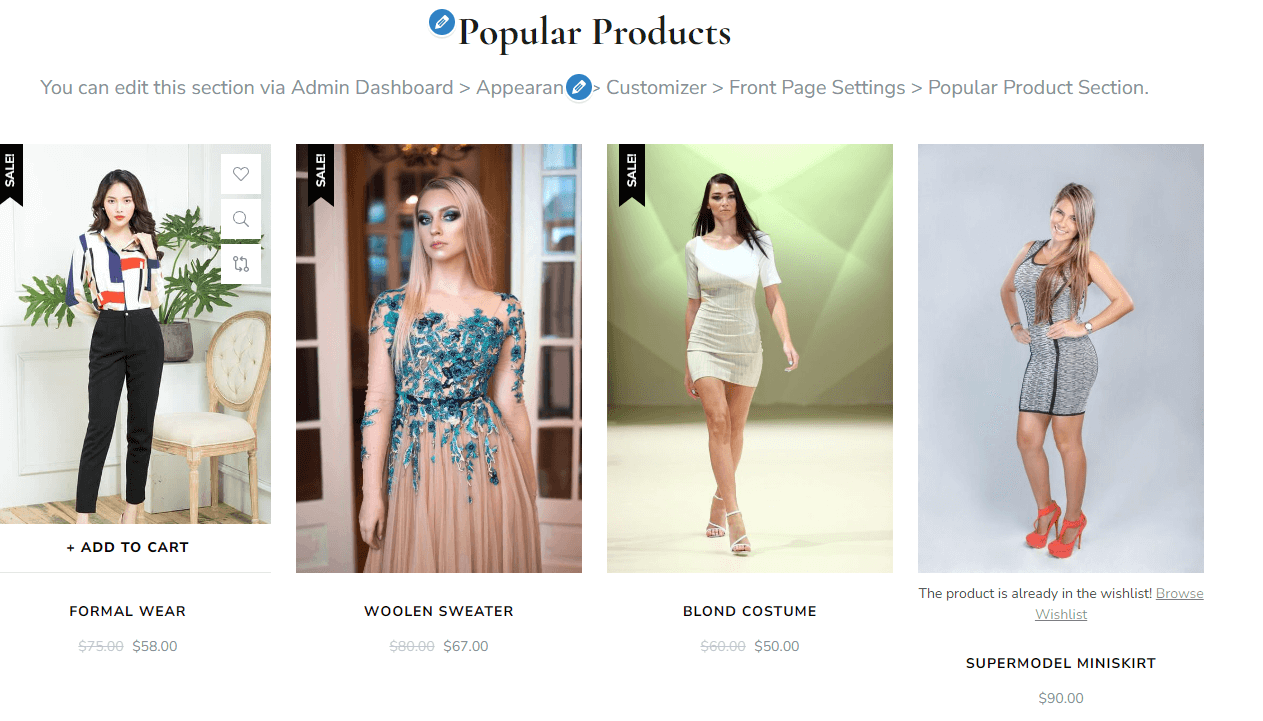 Popular Products
You can edit this section via Admin Dashboard > Appearan > Customizer > Front Page Settings > Popular Product Section.
SALE!
SALE!
SALE!
+ ADD TO CART
FORMAL WEAR
$75.00 $58.00
WOOLEN SWEATER
$80.00 $67.00
BLOND COSTUME
$60.00 $50.00
The product is already in the wishlist! Browse
Wishlist
SUPERMODEL MINISKIRT
$90.00